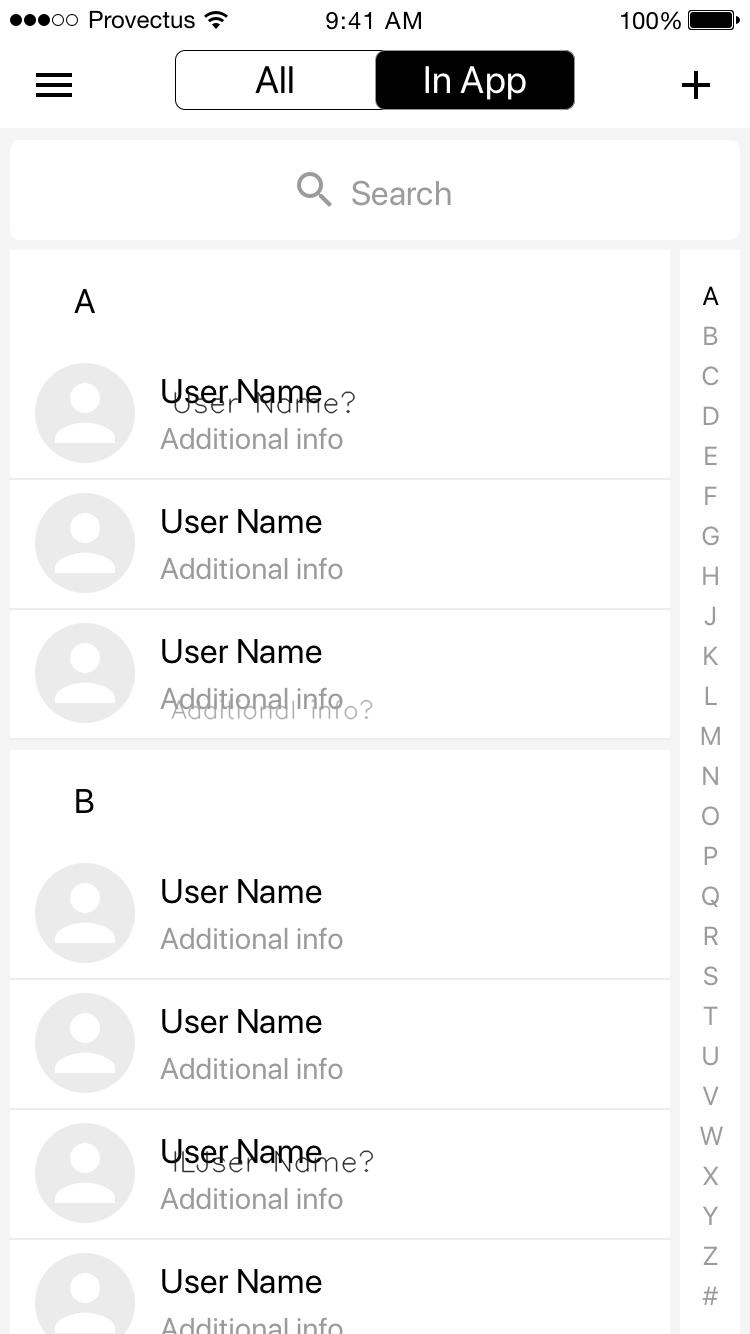 Provectus 9:41 AM 100%
All In App
Search
A
User Name
User Name?
Additional info
User Name
Additional info
User Name
Additional info
Additional info?
B
User Name
Additional info
User Name
Additional info
User Name
ILJser Name?
Additional info
User Name
Additional info
A
B
C
D
E
F
G
H
J
K
L
M
N
O
P
Q
R
S
T
U
V
W
X
Y
Z
#